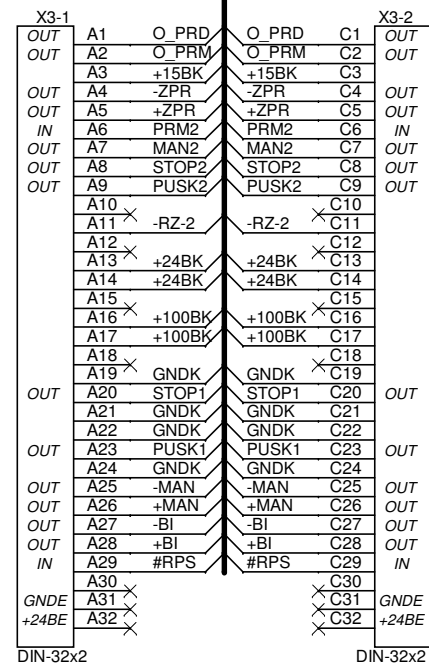 X3-1 X3-2
OUT A1 O_PRD O_PRD C1 OUT
OUT A2 O_PRM O_PRM C2 OUT
A3 +15BK +15BK C3
OUT A4 -ZPR -ZPR C4 OUT
OUT A5 +ZPR +ZPR C5 OUT
IN A6 PRM2 PRM2 C6 IN
OUT A7 MAN2 MAN2 C7 OUT
OUT A8 STOP2 STOP2 C8 OUT
OUT A9 PUSK2 PUSK2 C9 OUT
A10 C10
A11 -RZ-2 -RZ-2 C11
A12 C12
A13 +24BK +24BK C13
A14 +24BK +24BK C14
A15 C15
A16 +100BK +100BK C16
A17 +100BK +100BK C17
A18 C18
A19 GNDK GNDK C19
OUT A20 STOP1 STOP1 C20 OUT
A21 GNDK GNDK C21
A22 GNDK GNDK C22
OUT A23 PUSK1 PUSK1 C23 OUT
A24 GNDK GNDK C24
OUT A25 -MAN -MAN C25 OUT
OUT A26 +MAN +MAN C26 OUT
OUT A27 -BI -BI C27 OUT
OUT A28 +BI +BI C28 OUT
IN A29 #RPS #RPS C29 IN
A30 C30
GNDE A31 C31 GNDE
+24BE A32 C32 +24BE
DIN-32x2 DIN-32x2